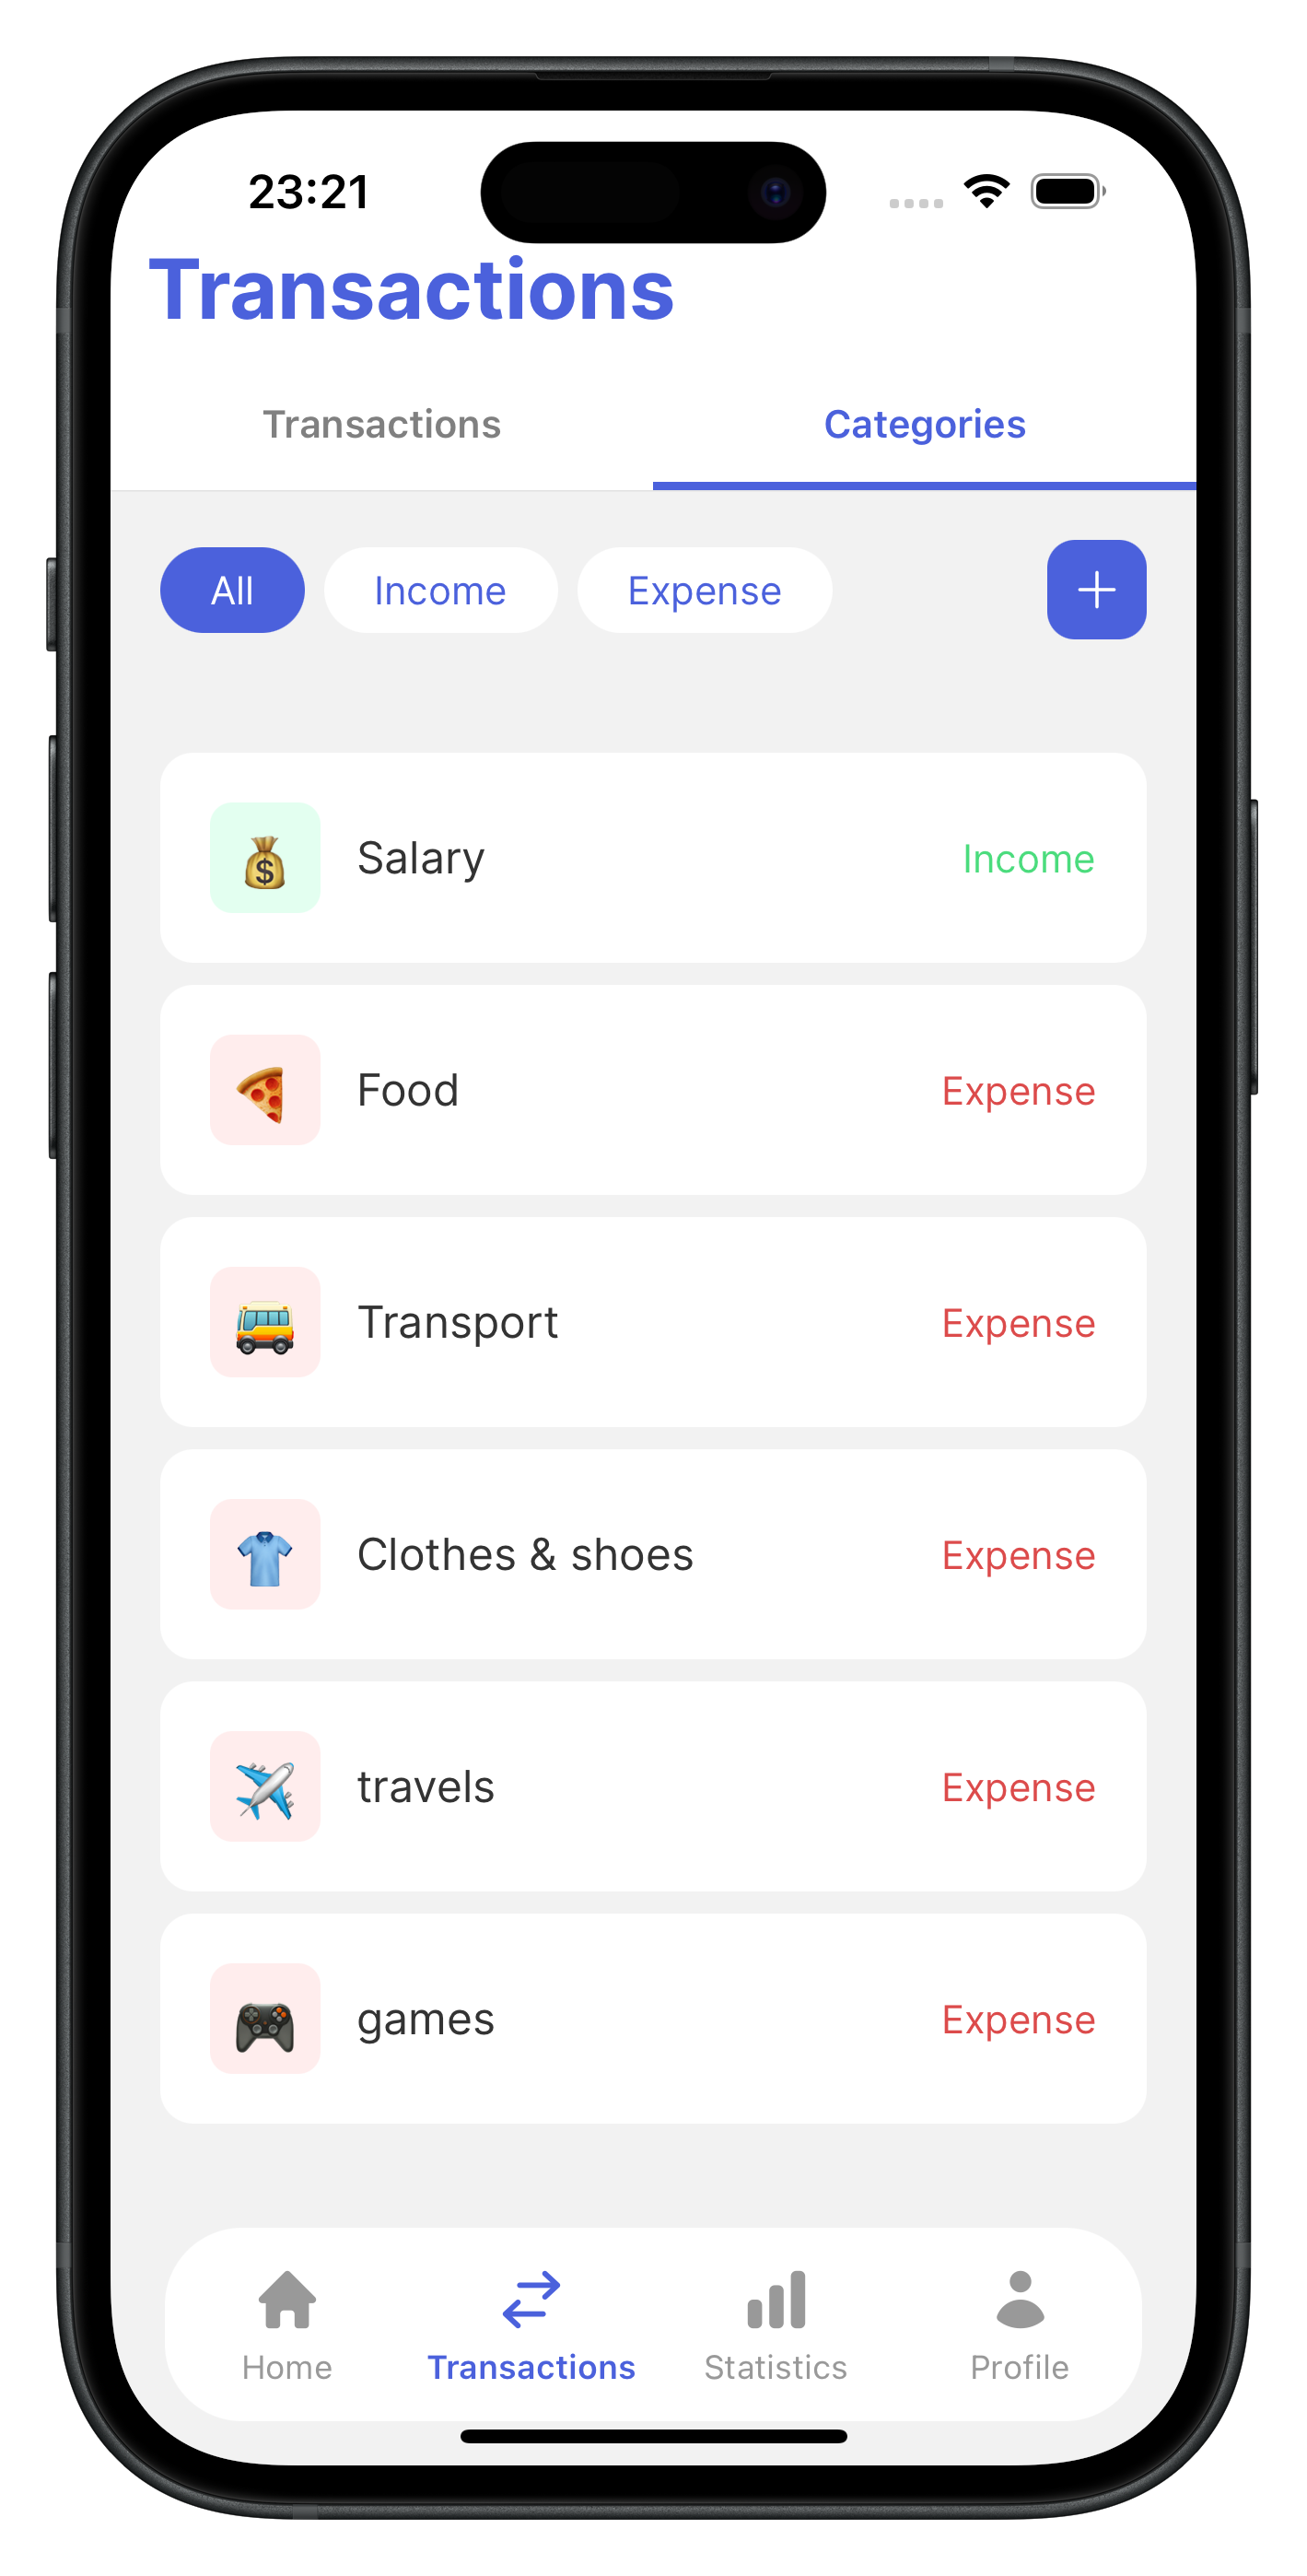 23:21
Transactions
Transactions Categories
All Income Expense
Salary Income
Food Expense
Transport Expense
Clothes & shoes Expense
travels Expense
games Expense
Home Transactions Statistics Profile